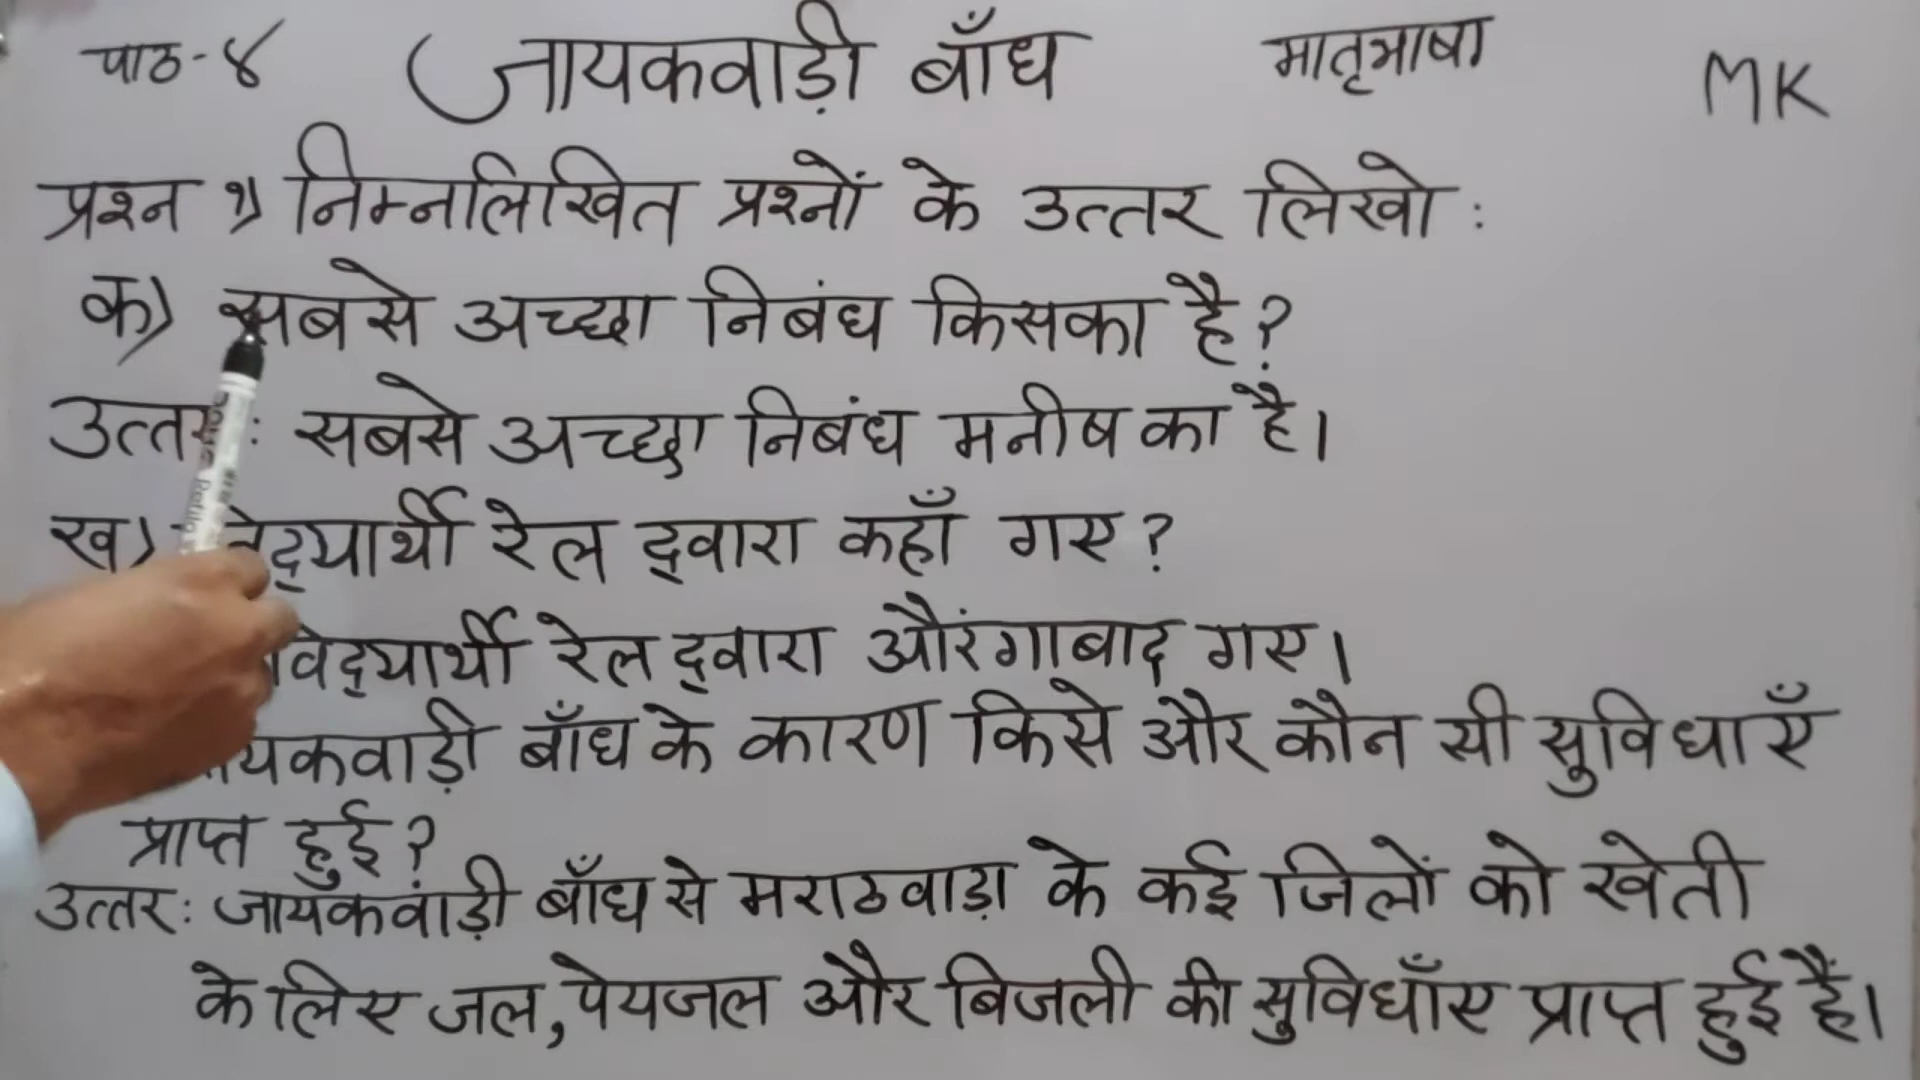 पाठ-४ जायकवाड़ी बाँध मातृभाषा MK
प्रश्न १) निम्नलिखित प्रश्नों के उत्तर लिखो :
क) सबसे अच्छा निबंध किसका है?
उत्तर: सबसे अच्छा निबंध मनीष का है।
ख) रेल द्वारा कहाँ गए?
विद्यार्थी रेल द्वारा औरंगाबाद गए।
बाँध के कारण किसे और कौन सी सुविधाएँ
प्राप्त हुई?
उत्तर: जायकवाड़ी बाँध से मराठवाड़ा के कई जिलों को खेती
के लिए जल, पेयजल और बिजली की सुविधाँए प्राप्त हुई हैं।